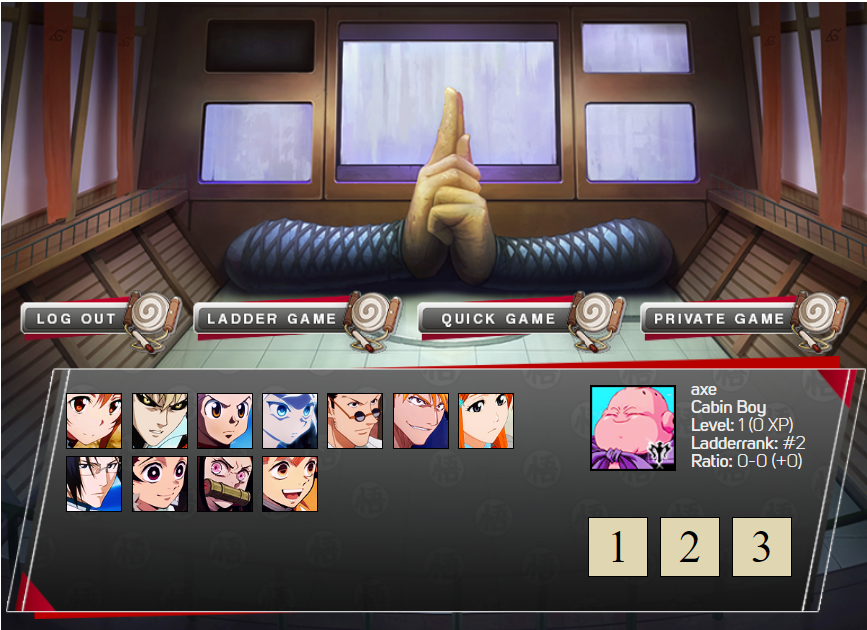 LOG OUT
LADDER GAME
QUICK GAME
PRIVATE GAME
axe
Cabin Boy
Level: 1 (0 XP)
Ladderrank: #2
Ratio: 0-0 (+0)
1
2
3